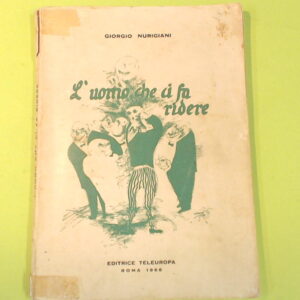 GIORGIO NURIGIANI
L'uomo che ci fa
ridere
EDITRICE TELEUROPA
ROMA 1966